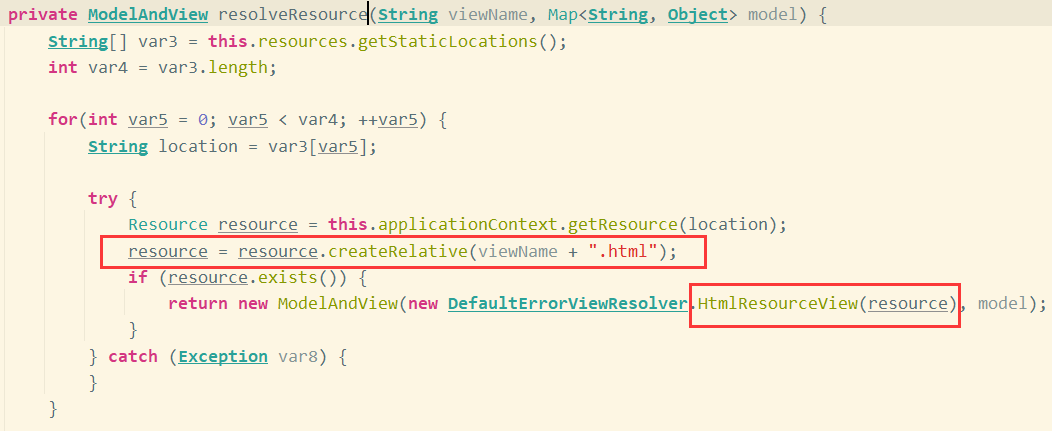 private ModelAndView resolveResource(String viewName, Map<String, Object> model) {
String[] var3 = this.resources.getStaticLocations();
int var4 = var3.length;
for(int var5 = 0; var5 < var4; ++var5) {
String location = var3[var5];
try {
Resource resource = this.applicationContext.getResource(location);
resource = resource.createRelative(viewName + ".html");
if (resource.exists()) {
return new ModelAndView(new DefaultErrorViewResolver.HtmlResourceView(resource), model);
}
} catch (Exception var8) {
}
}